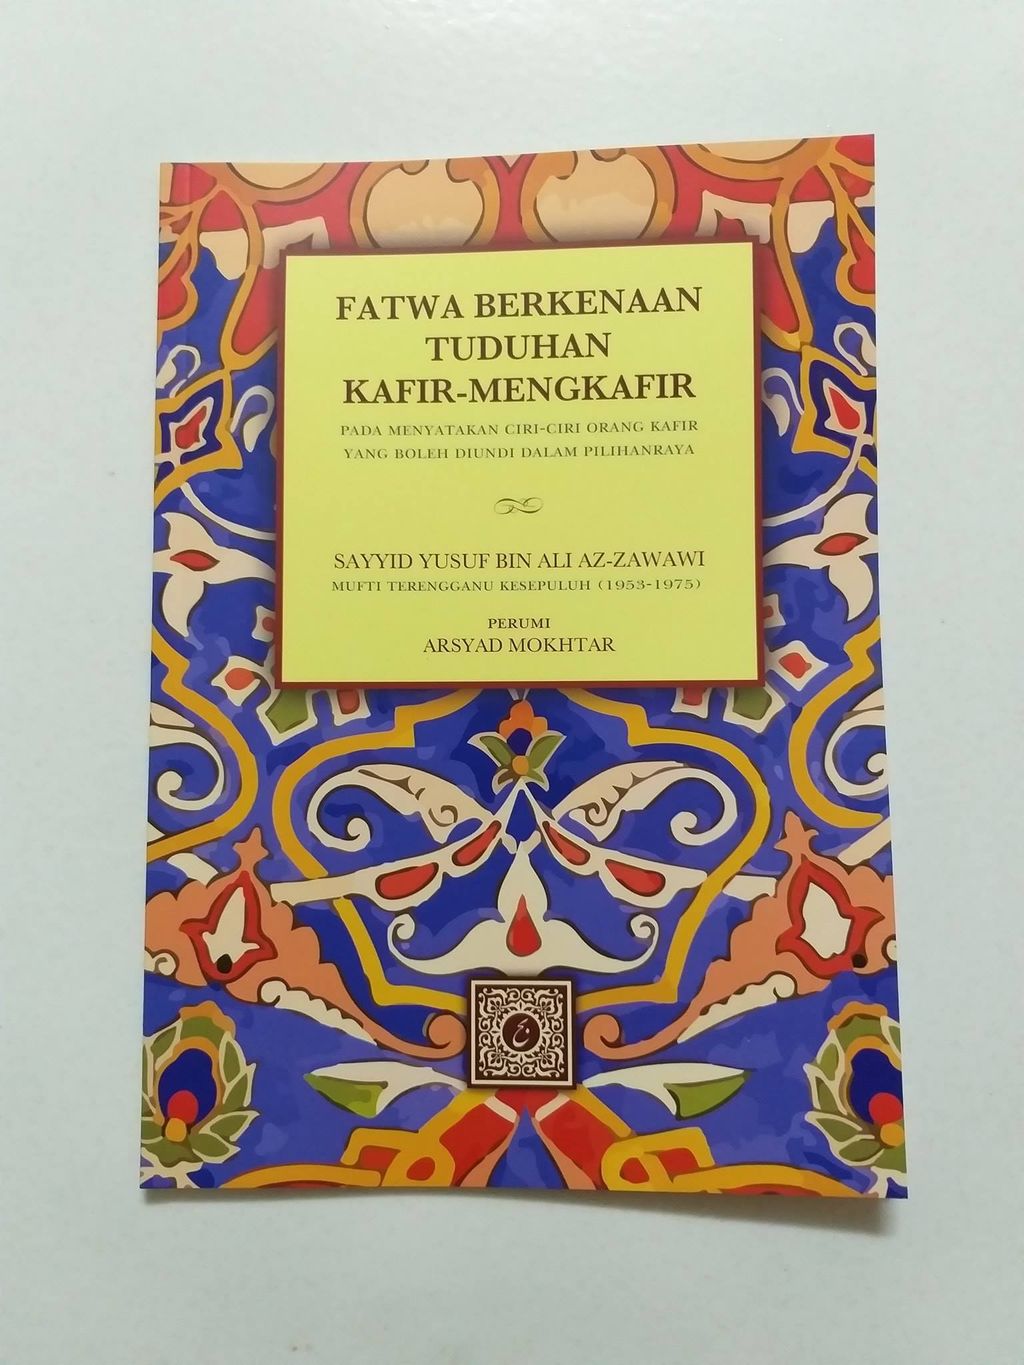 FATWA BERKENAAN
TUDUHAN
KAFIR-MENGKAFIR
PADA MENYATAKAN CIRI-CIRI ORANG KAFIR
YANG BOLEH DIUNDI DALAM PILIHANRAYA
SAYYID YUSUF BIN ALI AZ-ZAWAWI
MUFTI TERENGGANU KESEPULUH (1953-1975)
PERUMI
ARSYAD MOKHTAR